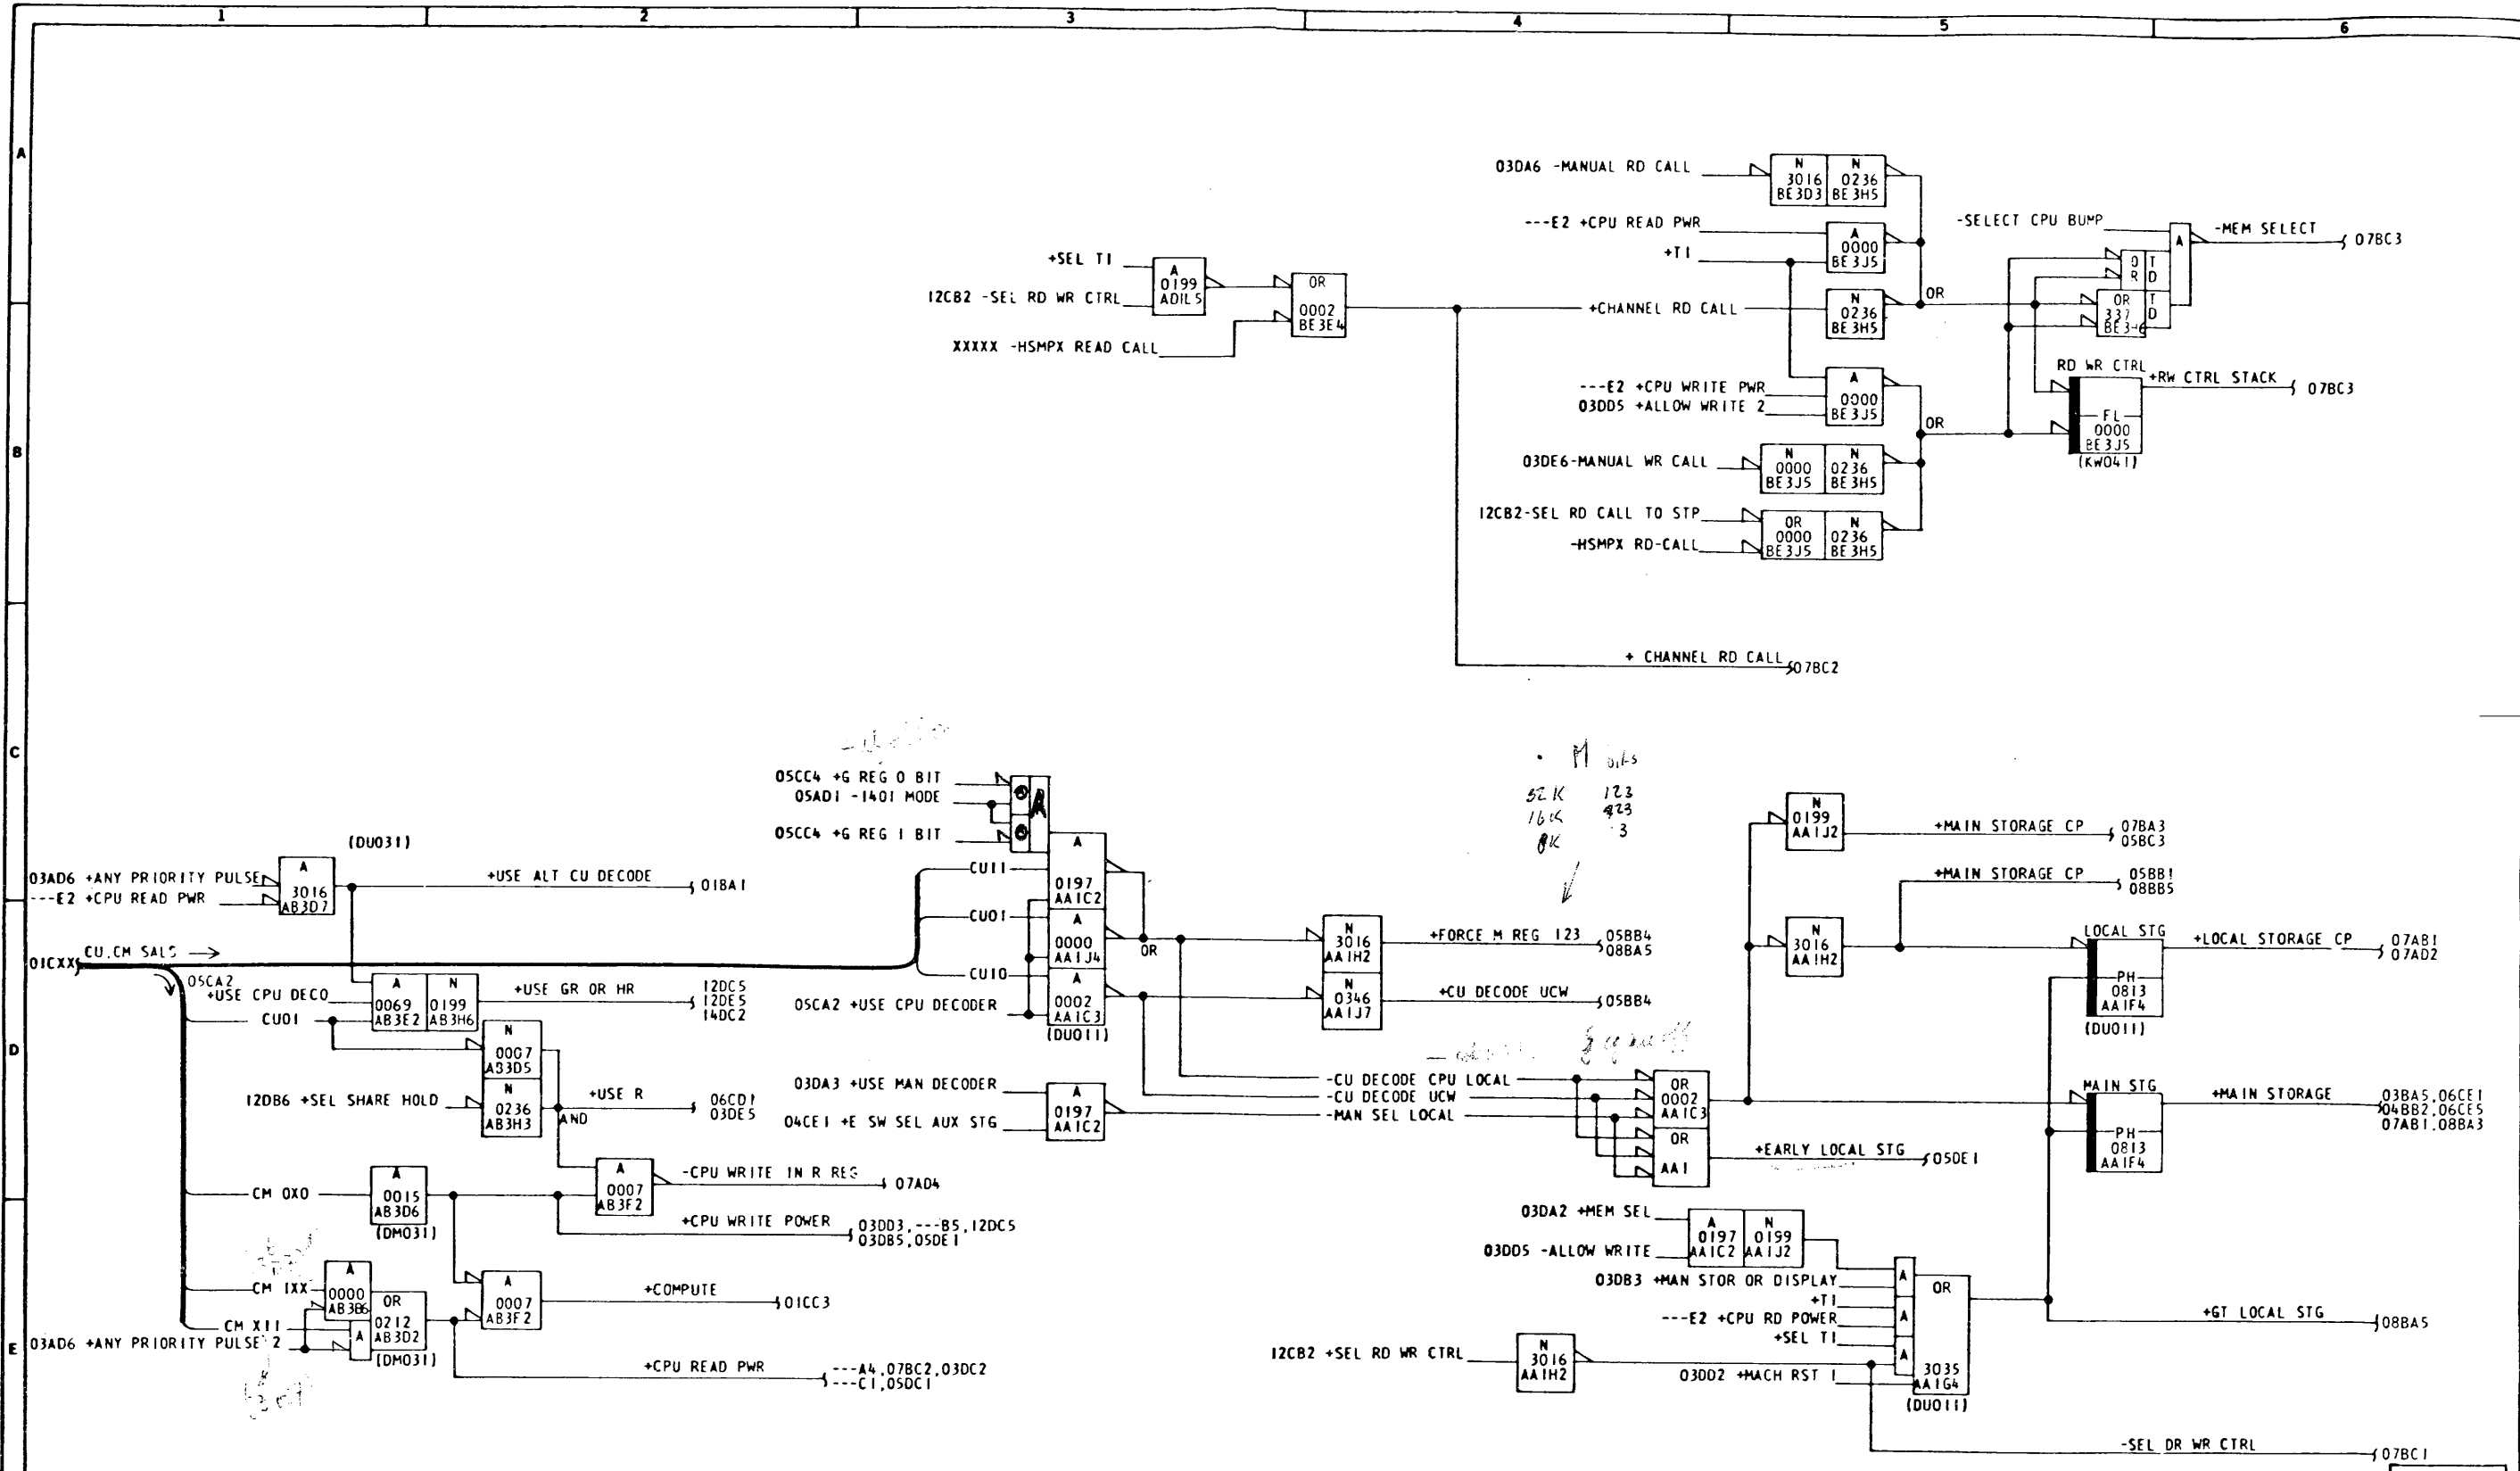 1 2 3 4 5 6
A
B
C
D
E
03DA6 -MANUAL RD CALL
N 3016 BE3D3
N 0236 BE3H5
---E2 +CPU READ PWR
+T1
A 0000 BE3J5
+SEL T1
12CB2 -SEL RD WR CTRL
A 0199 AD1L5
XXXXX -HSMPX READ CALL
OR 0002 BE3E4
+CHANNEL RD CALL
N 0236 BE3H5
OR
-SELECT CPU BUMP
A
-MEM SELECT
07BC3
OR TD
OR TD
RD WR CTRL
+RW CTRL STACK
07BC3
FL
0000
BE3J5
(KW041)
---E2 +CPU WRITE PWR
03DD5 +ALLOW WRITE 2
A 0000 BE3J5
OR
03DE6-MANUAL WR CALL
N 0000 BE3J5
N 0236 BE3H5
12CB2-SEL RD CALL TO STP
-HSMPX RD-CALL
OR 0000 BE3J5
N 0236 BE3H5
+ CHANNEL RD CALL
07BC2
05CC4 +G REG 0 BIT
05AD1 -1401 MODE
05CC4 +G REG 1 BIT
A
M bits
32K 123
16K 23
8K 3
(DU031)
03AD6 +ANY PRIORITY PULSE
---E2 +CPU READ PWR
A 3016 AB3D7
+USE ALT CU DECODE
01BA1
01CXX
CU,CM SALS →
05CA2
+USE CPU DECO
CU01
A 0069 AB3E2
N 0199 AB3H6
+USE GR OR HR
12DC5
12DE5
14DC2
N 0007 AB3D5
12DB6 +SEL SHARE HOLD
N 0236 AB3H3
AND
+USE R
06CD1
03DE5
CU11
CU01
CU10
A 0197 AA1C2
A 0000 AA1J4
A 0002 AA1C3
(DU011)
OR
05CA2 +USE CPU DECODER
N 3016 AA1H2
+FORCE M REG 123
05BB4
08BA5
N 0346 AA1J7
+CU DECODE UCW
05BB4
03DA3 +USE MAN DECODER
04CE1 +E SW SEL AUX STG
A 0197 AA1C2
-CU DECODE CPU LOCAL
-CU DECODE UCW
-MAN SEL LOCAL
OR 0002 AA1C3
OR AA1
+EARLY LOCAL STG
05DE1
N 0199 AA1J2
+MAIN STORAGE CP
07BA3
05BC3
N 3016 AA1H2
+MAIN STORAGE CP
05BB1
08BB5
LOCAL STG
PH
0813
AA1F4
(DU011)
+LOCAL STORAGE CP
07AB1
07AD2
MAIN STG
PH
0813
AA1F4
+MAIN STORAGE
03BA5,06CE1
04BB2,06CE5
07AB1,08BA3
CM 0X0
A 0015 AB3D6
(DM031)
A 0007 AB3F2
-CPU WRITE IN R REG
07AD4
+CPU WRITE POWER
03DD3,---B5,12DC5
03DB5,05DE1
CM 1XX
A 0000 AB3B6
CM X11
A
03AD6 +ANY PRIORITY PULSE 2
OR 0212 AB3D2
(DM031)
A 0007 AB3F2
+COMPUTE
01CC3
+CPU READ PWR
---A4,07BC2,03DC2
---C1,05DC1
03DA2 +MEM SEL
03DD5 -ALLOW WRITE
A 0197 AA1C2
N 0199 AA1J2
03DB3 +MAN STOR OR DISPLAY
+T1
---E2 +CPU RD POWER
+SEL T1
12CB2 +SEL RD WR CTRL
N 3016 AA1H2
03DD2 +MACH RST 1
A
A
A
OR
3035
AA1G4
(DU011)
+GT LOCAL STG
08BA5
-SEL DR WR CTRL
07BC1